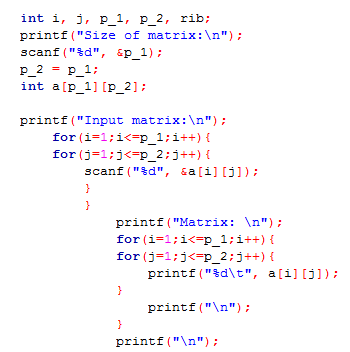 int i, j, p_1, p_2, rib;
printf("Size of matrix:\n");
scanf("%d", &p_1);
p_2 = p_1;
int a[p_1][p_2];
printf("Input matrix:\n");
for(i=1;i<=p_1;i++){
for(j=1;j<=p_2;j++){
scanf("%d", &a[i][j]);
}
}
printf("Matrix: \n");
for(i=1;i<=p_1;i++){
for(j=1;j<=p_2;j++){
printf("%d\t", a[i][j]);
}
printf("\n");
}
printf("\n");